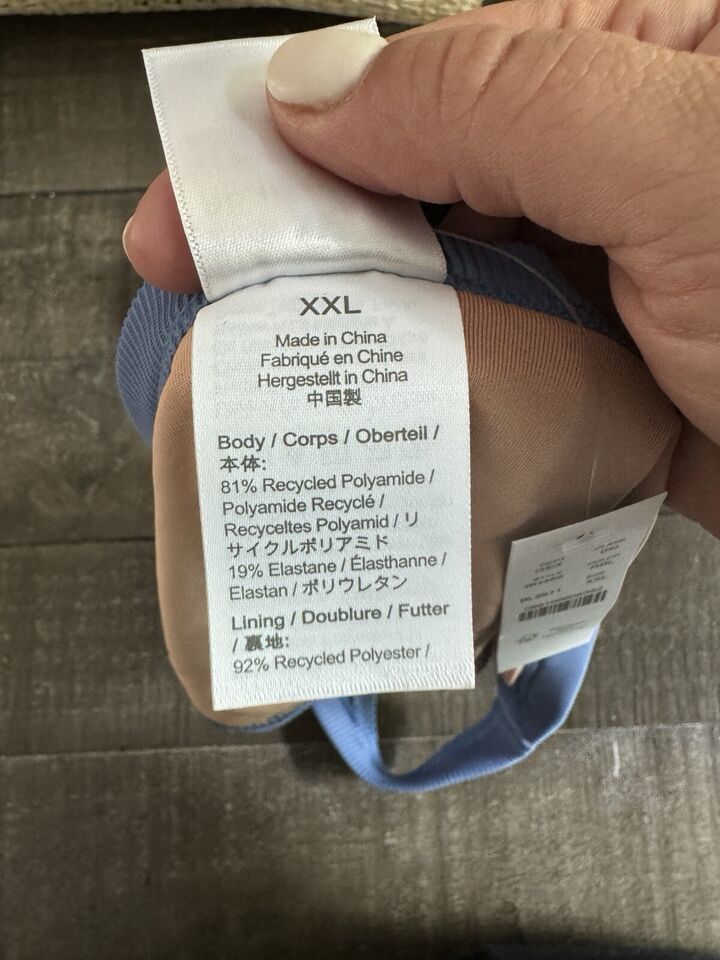 XXL
Made in China
Fabriqué en Chine
Hergestellt in China
中国製
Body / Corps / Oberteil /
本体:
81% Recycled Polyamide /
Polyamide Recyclé /
Recyceltes Polyamid / リ
サイクルポリアミド
19% Elastane / Élasthanne /
Elastan / ポリウレタン
Lining / Doublure / Futter
/ 裏地:
92% Recycled Polyester /